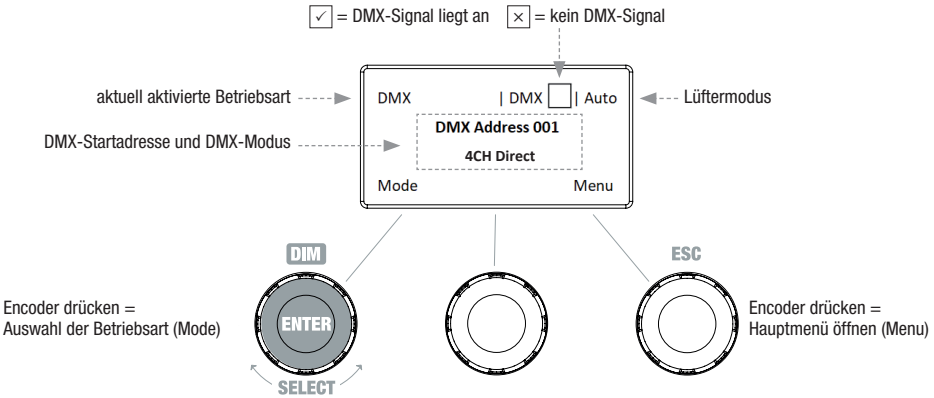 ✓ = DMX-Signal liegt an × = kein DMX-Signal
aktuell aktivierte Betriebsart
DMX | DMX | Auto
Lüftermodus
DMX-Startadresse und DMX-Modus
DMX Address 001
4CH Direct
Mode Menu
DIM
ESC
Encoder drücken =
Auswahl der Betriebsart (Mode)
ENTER
SELECT
Encoder drücken =
Hauptmenü öffnen (Menu)